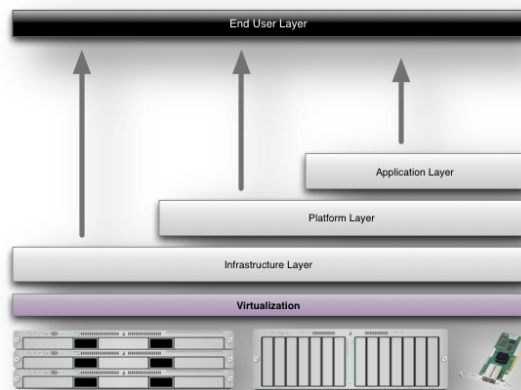 End User Layer
Application Layer
Platform Layer
Infrastructure Layer
Virtualization